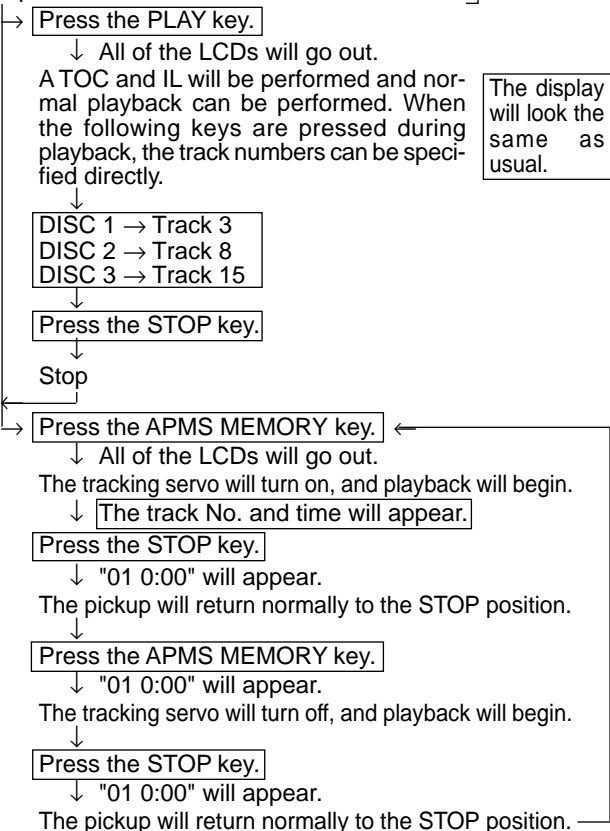 → Press the PLAY key.
↓ All of the LCDs will go out.
A TOC and IL will be performed and nor-
mal playback can be performed. When
the following keys are pressed during
playback, the track numbers can be speci-
fied directly.
The display
will look the
same as
usual.
↓
DISC 1 → Track 3
DISC 2 → Track 8
DISC 3 → Track 15
↓
Press the STOP key.
↓
Stop
→ Press the APMS MEMORY key. ←
↓ All of the LCDs will go out.
The tracking servo will turn on, and playback will begin.
↓ The track No. and time will appear.
Press the STOP key.
↓ "01 0:00" will appear.
The pickup will return normally to the STOP position.
↓
Press the APMS MEMORY key.
↓ "01 0:00" will appear.
The tracking servo will turn off, and playback will begin.
↓
Press the STOP key.
↓ "01 0:00" will appear.
The pickup will return normally to the STOP position.